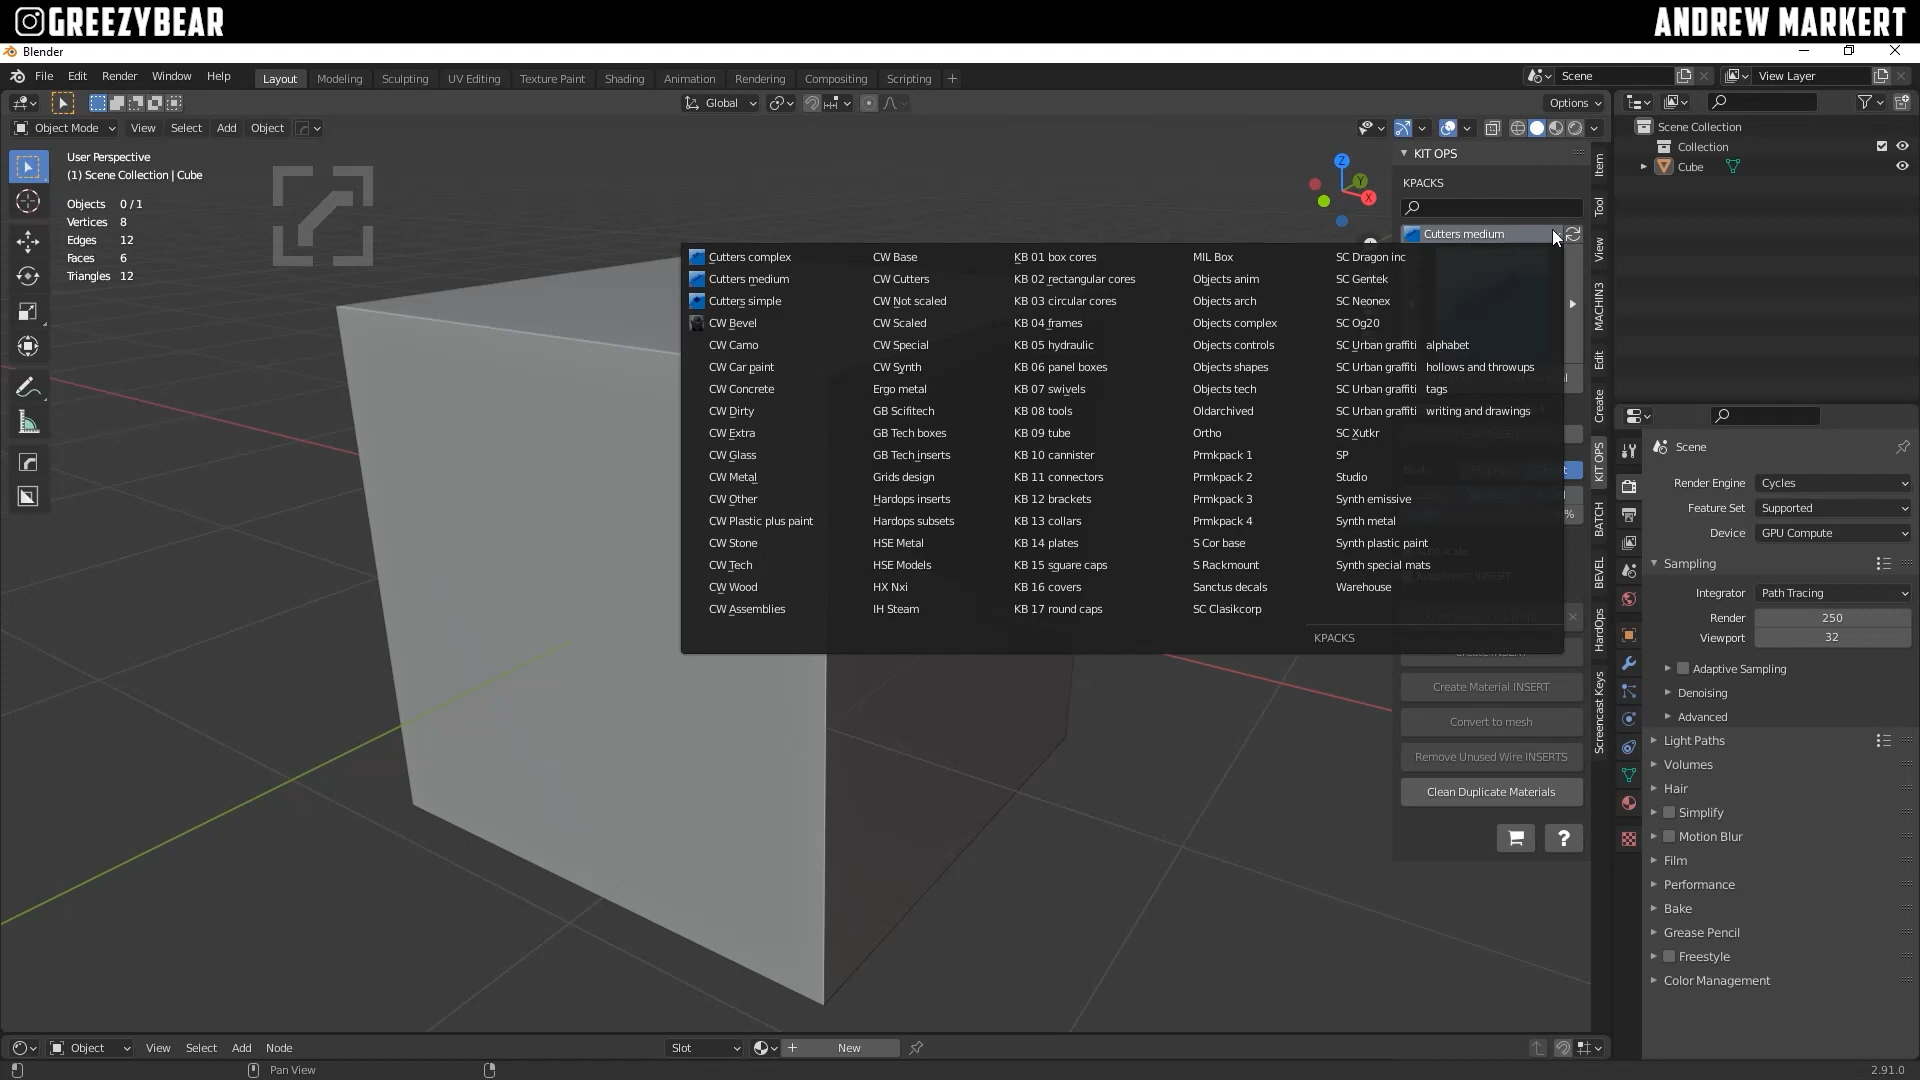 GREEZYBEAR
ANDREW MARKERT
Blender
File Edit Render Window Help
Layout Modeling Sculpting UV Editing Texture Paint Shading Animation Rendering Compositing Scripting
Scene
View Layer
Global
Options
Object Mode View Select Add Object
User Perspective
(1) Scene Collection | Cube
Objects 0/1
Vertices 8
Edges 12
Faces 6
Triangles 12
Z
Y
X
KIT OPS
KPACKS
Cutters medium
Cutters complex
Cutters medium
Cutters simple
CW Bevel
CW Camo
CW Car paint
CW Concrete
CW Dirty
CW Extra
CW Glass
CW Metal
CW Other
CW Plastic plus paint
CW Stone
CW Tech
CW Wood
CW Assemblies
CW Base
CW Cutters
CW Not scaled
CW Scaled
CW Special
CW Synth
Ergo metal
GB Scifitech
GB Tech boxes
GB Tech inserts
Grids design
Hardops inserts
Hardops subsets
HSE Metal
HSE Models
HX Nxi
IH Steam
KB 01 box cores
KB 02 rectangular cores
KB 03 circular cores
KB 04 frames
KB 05 hydraulic
KB 06 panel boxes
KB 07 swivels
KB 08 tools
KB 09 tube
KB 10 cannister
KB 11 connectors
KB 12 brackets
KB 13 collars
KB 14 plates
KB 15 sguare caps
KB 16 covers
KB 17 round caps
MIL Box
Objects anim
Objects arch
Objects complex
Objects controls
Objects shapes
Objects tech
Oldarchived
Ortho
Prmkpack 1
Prmkpack 2
Prmkpack 3
Prmkpack 4
S Cor base
S Rackmount
Sanctus decals
SC Clasikcorp
SC Dragon inc
SC Gentek
SC Neonex
SC Og20
SC Urban graffiti alphabet
SC Urban graffiti hollows and throwups
SC Urban graffiti tags
SC Urban graffiti writing and drawings
SC Xutkr
SP
Studio
Synth emissive
Synth metal
Synth plastic paint
Synth special mats
Warehouse
KPACKS
%
Create INSERT
Create Material INSERT
Convert to mesh
Remove Unused Wire INSERTS
Clean Duplicate Materials
?
Item
Tool
View
MACHIN3
Edit
Create
KIT OPS
BATCH
BEVEL
HardOps
Screencast Keys
Scene Collection
Collection
Cube
Scene
Render Engine Cycles
Feature Set Supported
Device GPU Compute
Sampling
Integrator Path Tracing
Render 250
Viewport 32
Adaptive Sampling
Denoising
Advanced
Light Paths
Volumes
Hair
Simplify
Motion Blur
Film
Performance
Bake
Grease Pencil
Freestyle
Color Management
Object View Select Add Node
Slot
New
Pan View
2.91.0